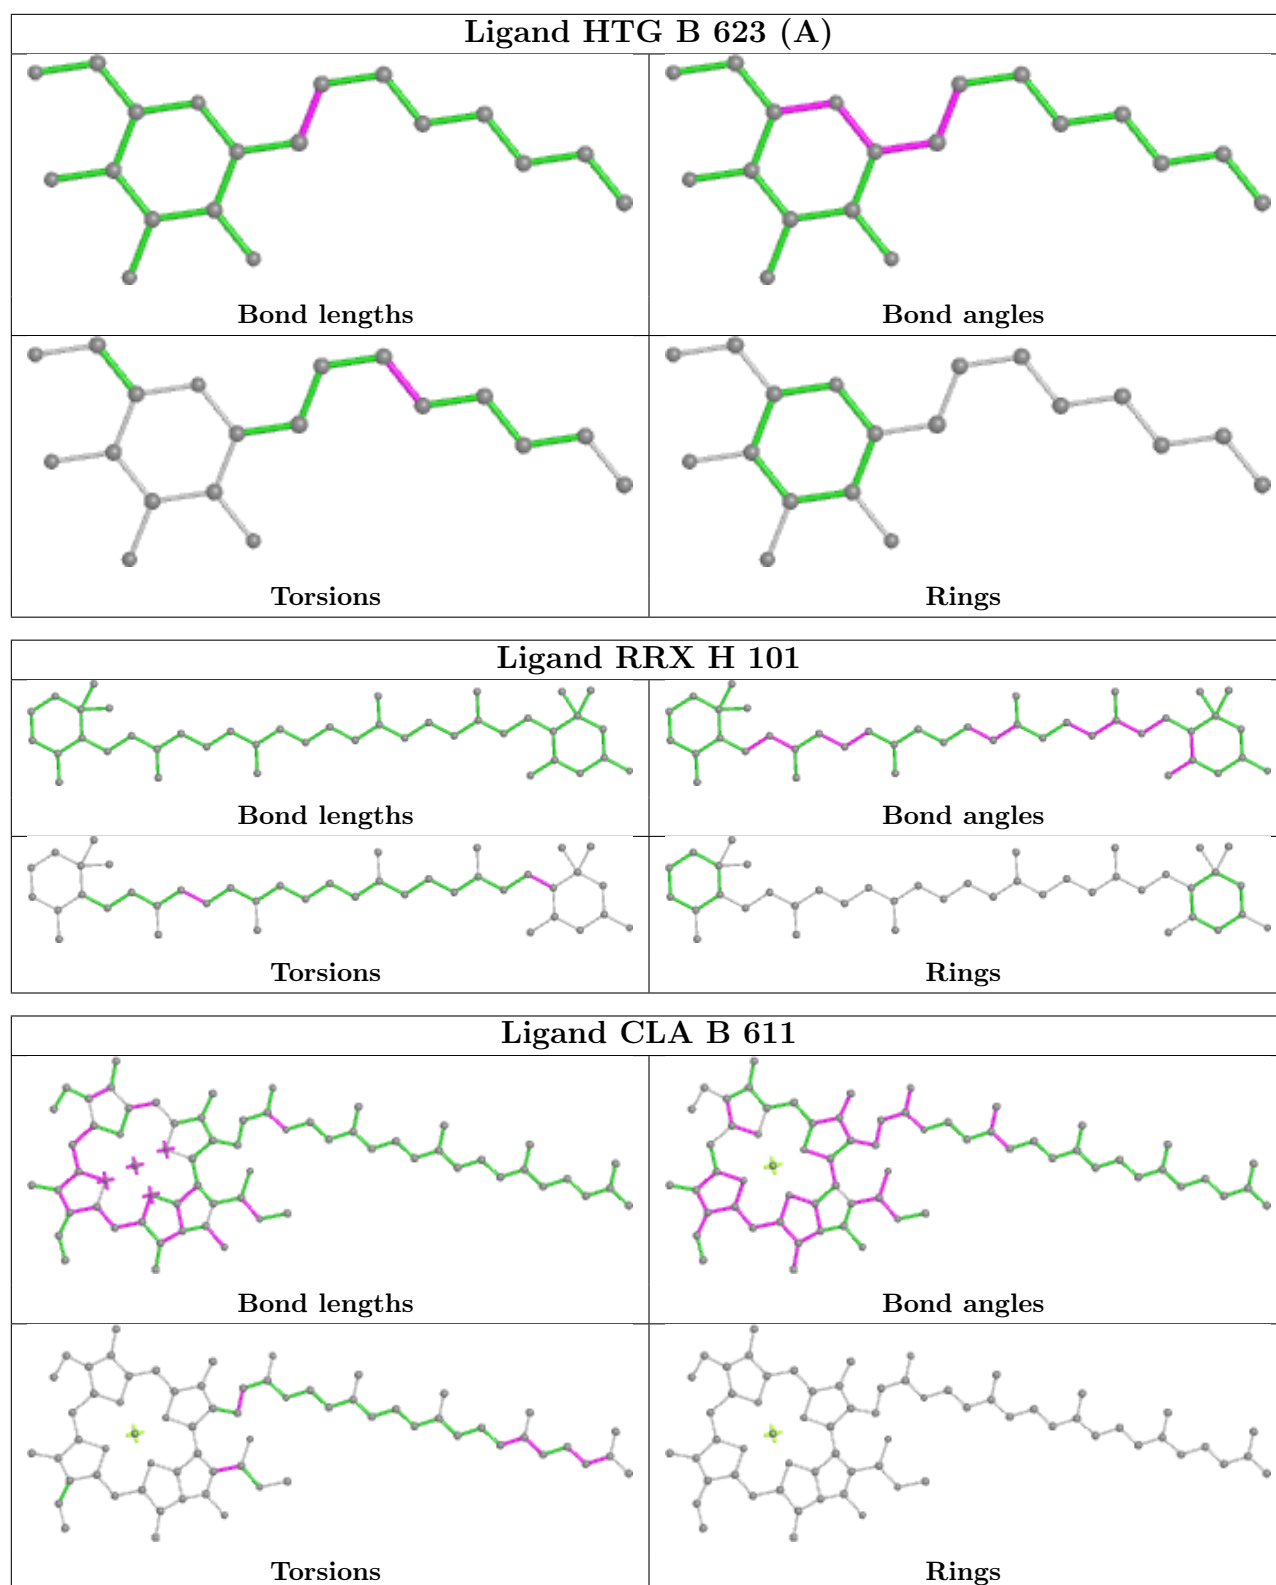 Ligand HTG B 623 (A)
Bond lengths
Bond angles
Torsions
Rings
Ligand RRX H 101
Bond lengths
Bond angles
Torsions
Rings
Ligand CLA B 611
Bond lengths
Bond angles
Torsions
Rings